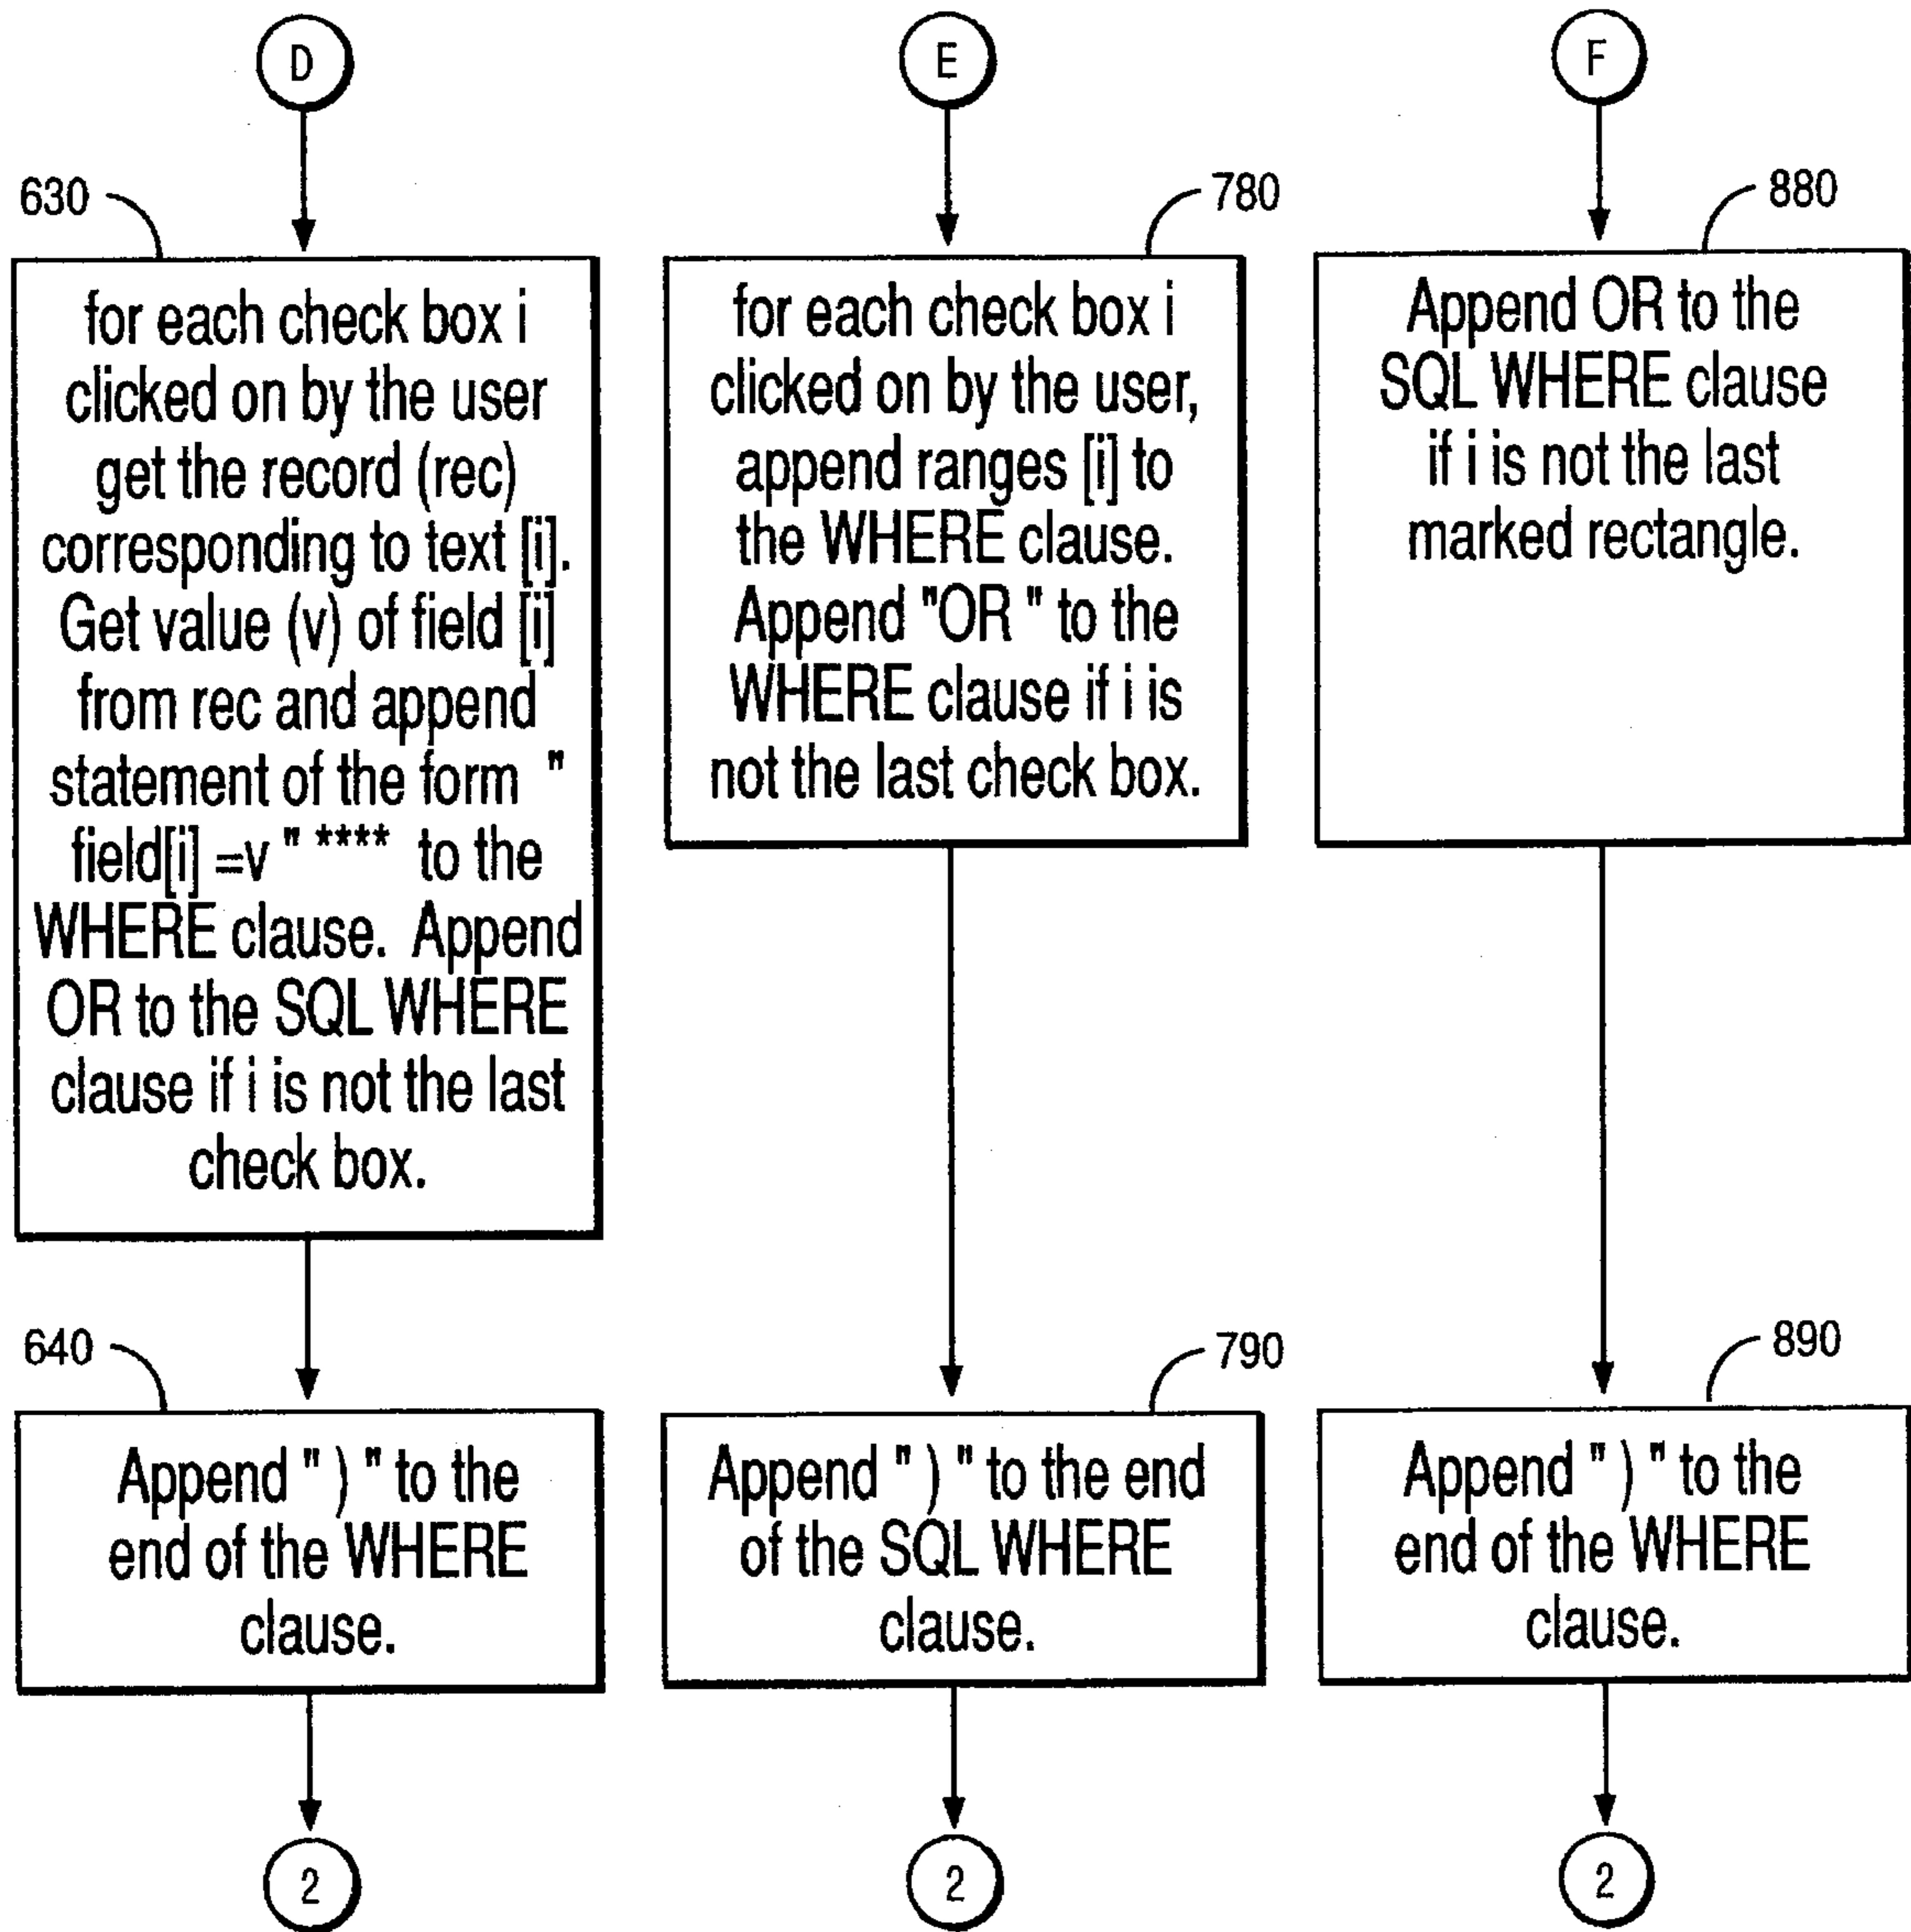 D
630
for each check box i
clicked on by the user
get the record (rec)
corresponding to text [i].
Get value (v) of field [i]
from rec and append
statement of the form "
field[i] =v " **** to the
WHERE clause. Append
OR to the SQL WHERE
clause if i is not the last
check box.
640
Append " ) " to the
end of the WHERE
clause.
2
E
780
for each check box i
clicked on by the user,
append ranges [i] to
the WHERE clause.
Append "OR " to the
WHERE clause if i is
not the last check box.
790
Append " ) " to the end
of the SQL WHERE
clause.
2
F
880
Append OR to the
SQL WHERE clause
if i is not the last
marked rectangle.
890
Append " ) " to the
end of the WHERE
clause.
2